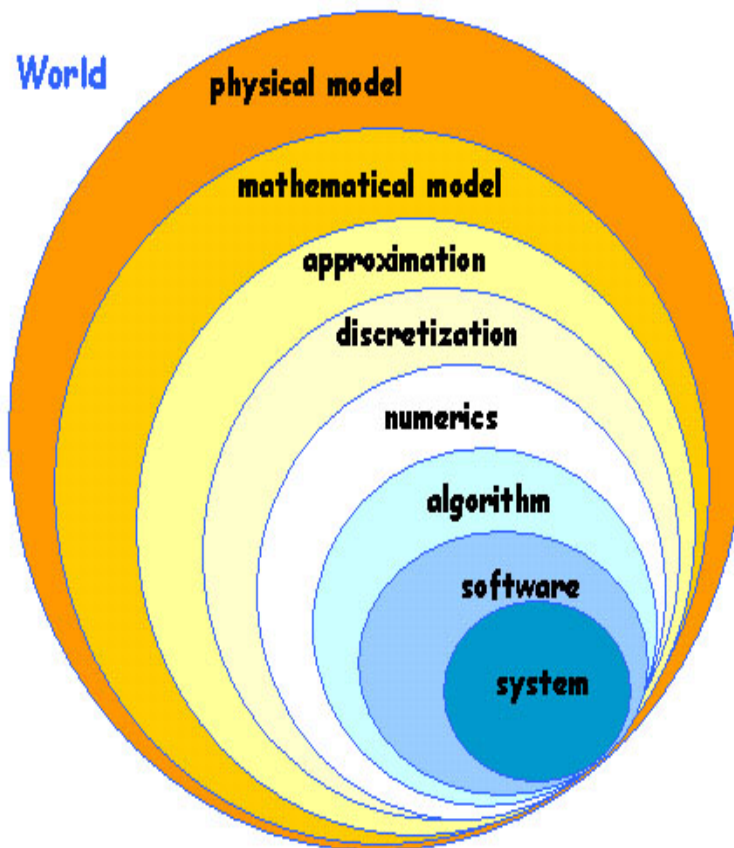 World
physical model
mathematical model
approximation
discretization
numerics
algorithm
software
system